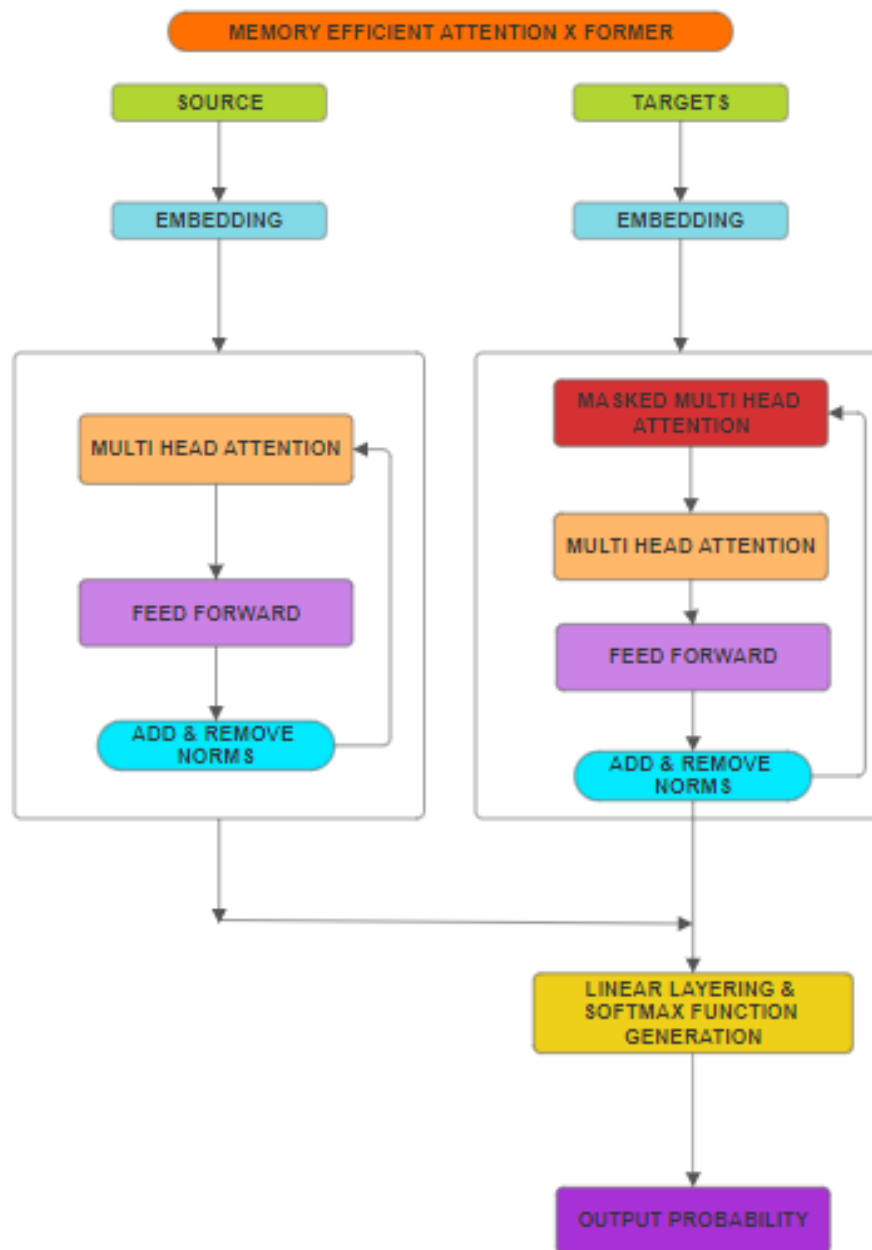 MEMORY EFFICIENT ATTENTION X FORMER
SOURCE
TARGETS
EMBEDDING
EMBEDDING
MULTI HEAD ATTENTION
FEED FORWARD
ADD & REMOVE
NORMS
MASKED MULTI HEAD
ATTENTION
MULTI HEAD ATTENTION
FEED FORWARD
ADD & REMOVE
NORMS
LINEAR LAYERING &
SOFTMAX FUNCTION
GENERATION
OUTPUT PROBABILITY